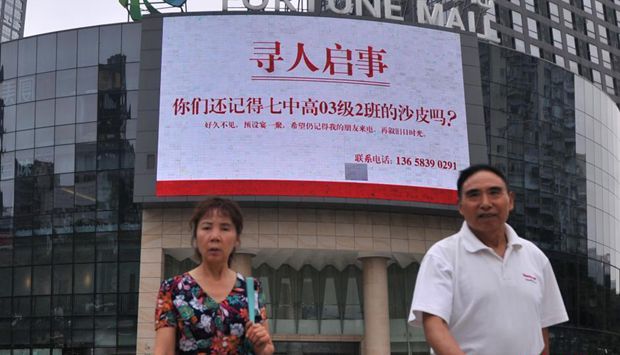 FORTUNE MALL
寻人启事
你们还记得七中高03级2班的沙皮吗?
好久不见,预设宴一聚,希望仍记得我的朋友来电,再叙旧日时光。
联系电话:136 5839 0291